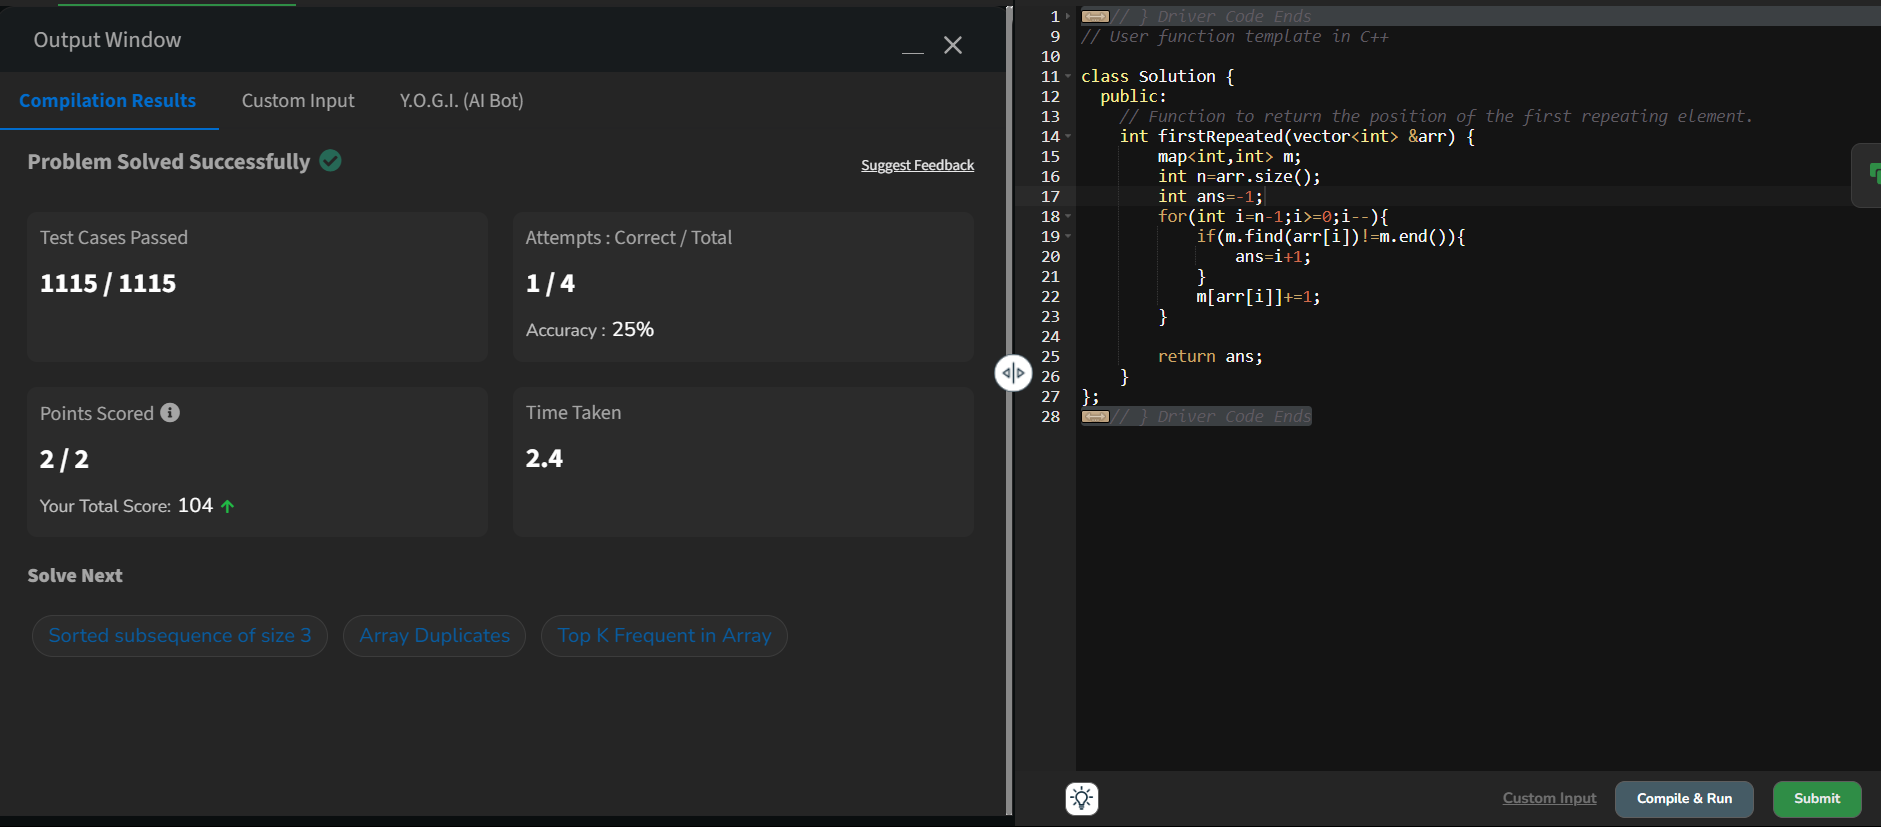 Output Window
Compilation Results Custom Input Y.O.G.I. (AI Bot)
Problem Solved Successfully
Suggest Feedback
Test Cases Passed
1115 / 1115
Attempts : Correct / Total
1 / 4
Accuracy : 25%
Points Scored
2 / 2
Your Total Score: 104
Time Taken
2.4
Solve Next
Sorted subsequence of size 3 Array Duplicates Top K Frequent in Array
1 // } Driver Code Ends
9 // User function template in C++
10
11 class Solution {
12   public:
13     // Function to return the position of the first repeating element.
14     int firstRepeated(vector<int> &arr) {
15         map<int,int> m;
16         int n=arr.size();
17         int ans=-1;
18         for(int i=n-1;i>=0;i--){
19             if(m.find(arr[i])!=m.end()){
20                 ans=i+1;
21             }
22             m[arr[i]]+=1;
23         }
24
25         return ans;
26     }
27 };
28 // } Driver Code Ends
Custom Input Compile & Run Submit